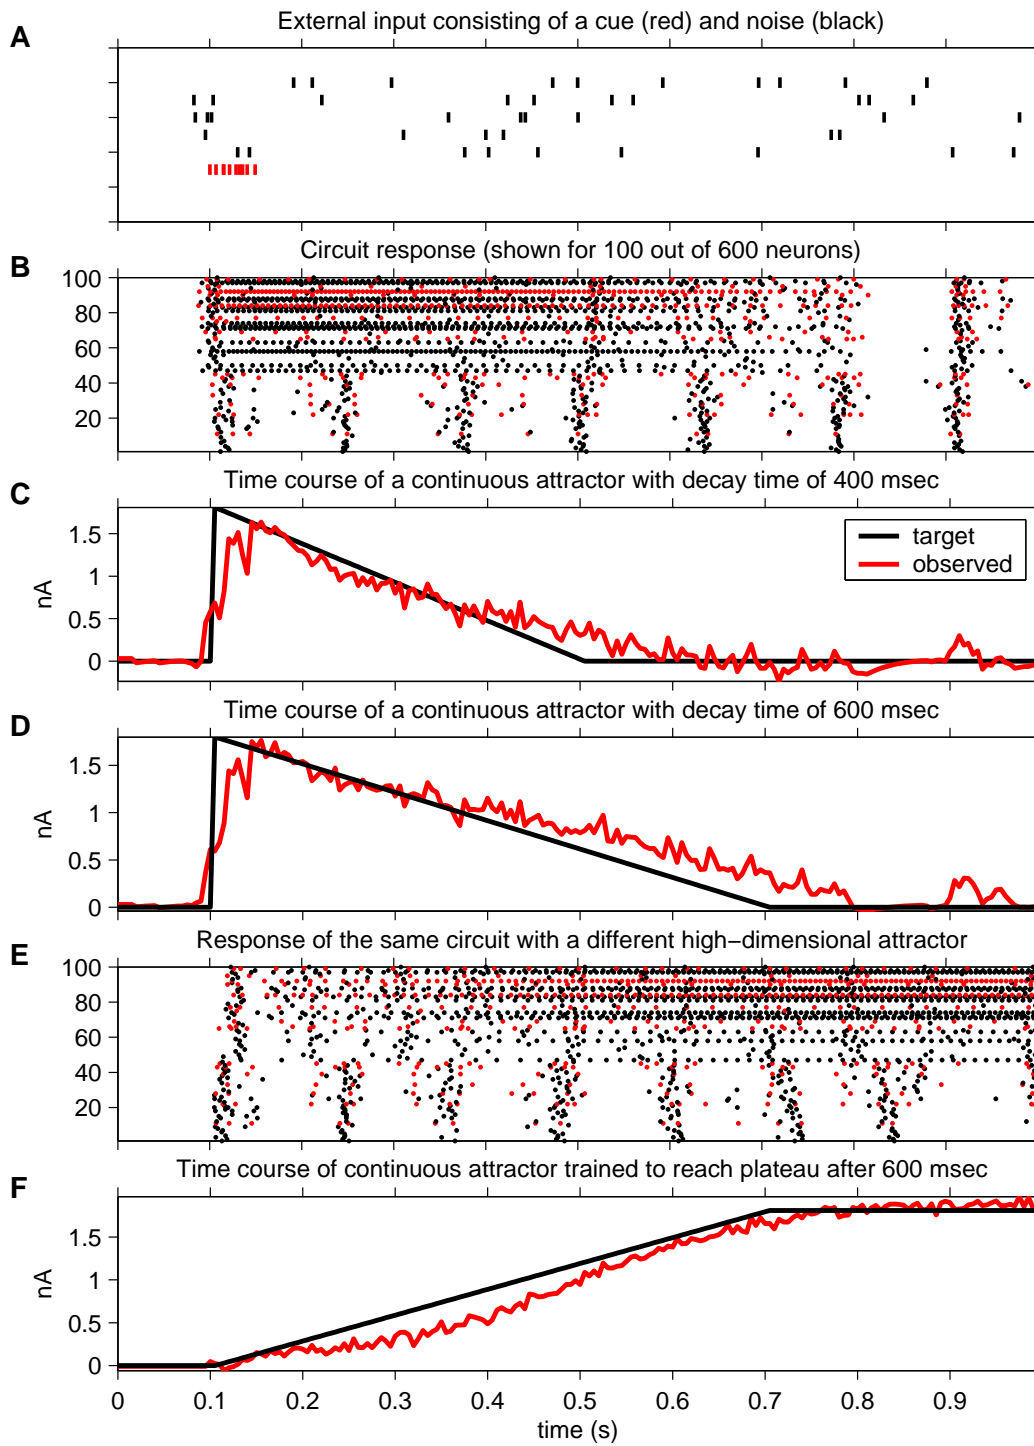 A
External input consisting of a cue (red) and noise (black)
B
Circuit response (shown for 100 out of 600 neurons)
100
80
60
40
20
C
Time course of a continuous attractor with decay time of 400 msec
1.5
1
0.5
0
nA
target
observed
D
Time course of a continuous attractor with decay time of 600 msec
1.5
1
0.5
0
nA
E
Response of the same circuit with a different high−dimensional attractor
100
80
60
40
20
F
Time course of continuous attractor trained to reach plateau after 600 msec
1.5
1
0.5
0
nA
0 0.1 0.2 0.3 0.4 0.5 0.6 0.7 0.8 0.9
time (s)